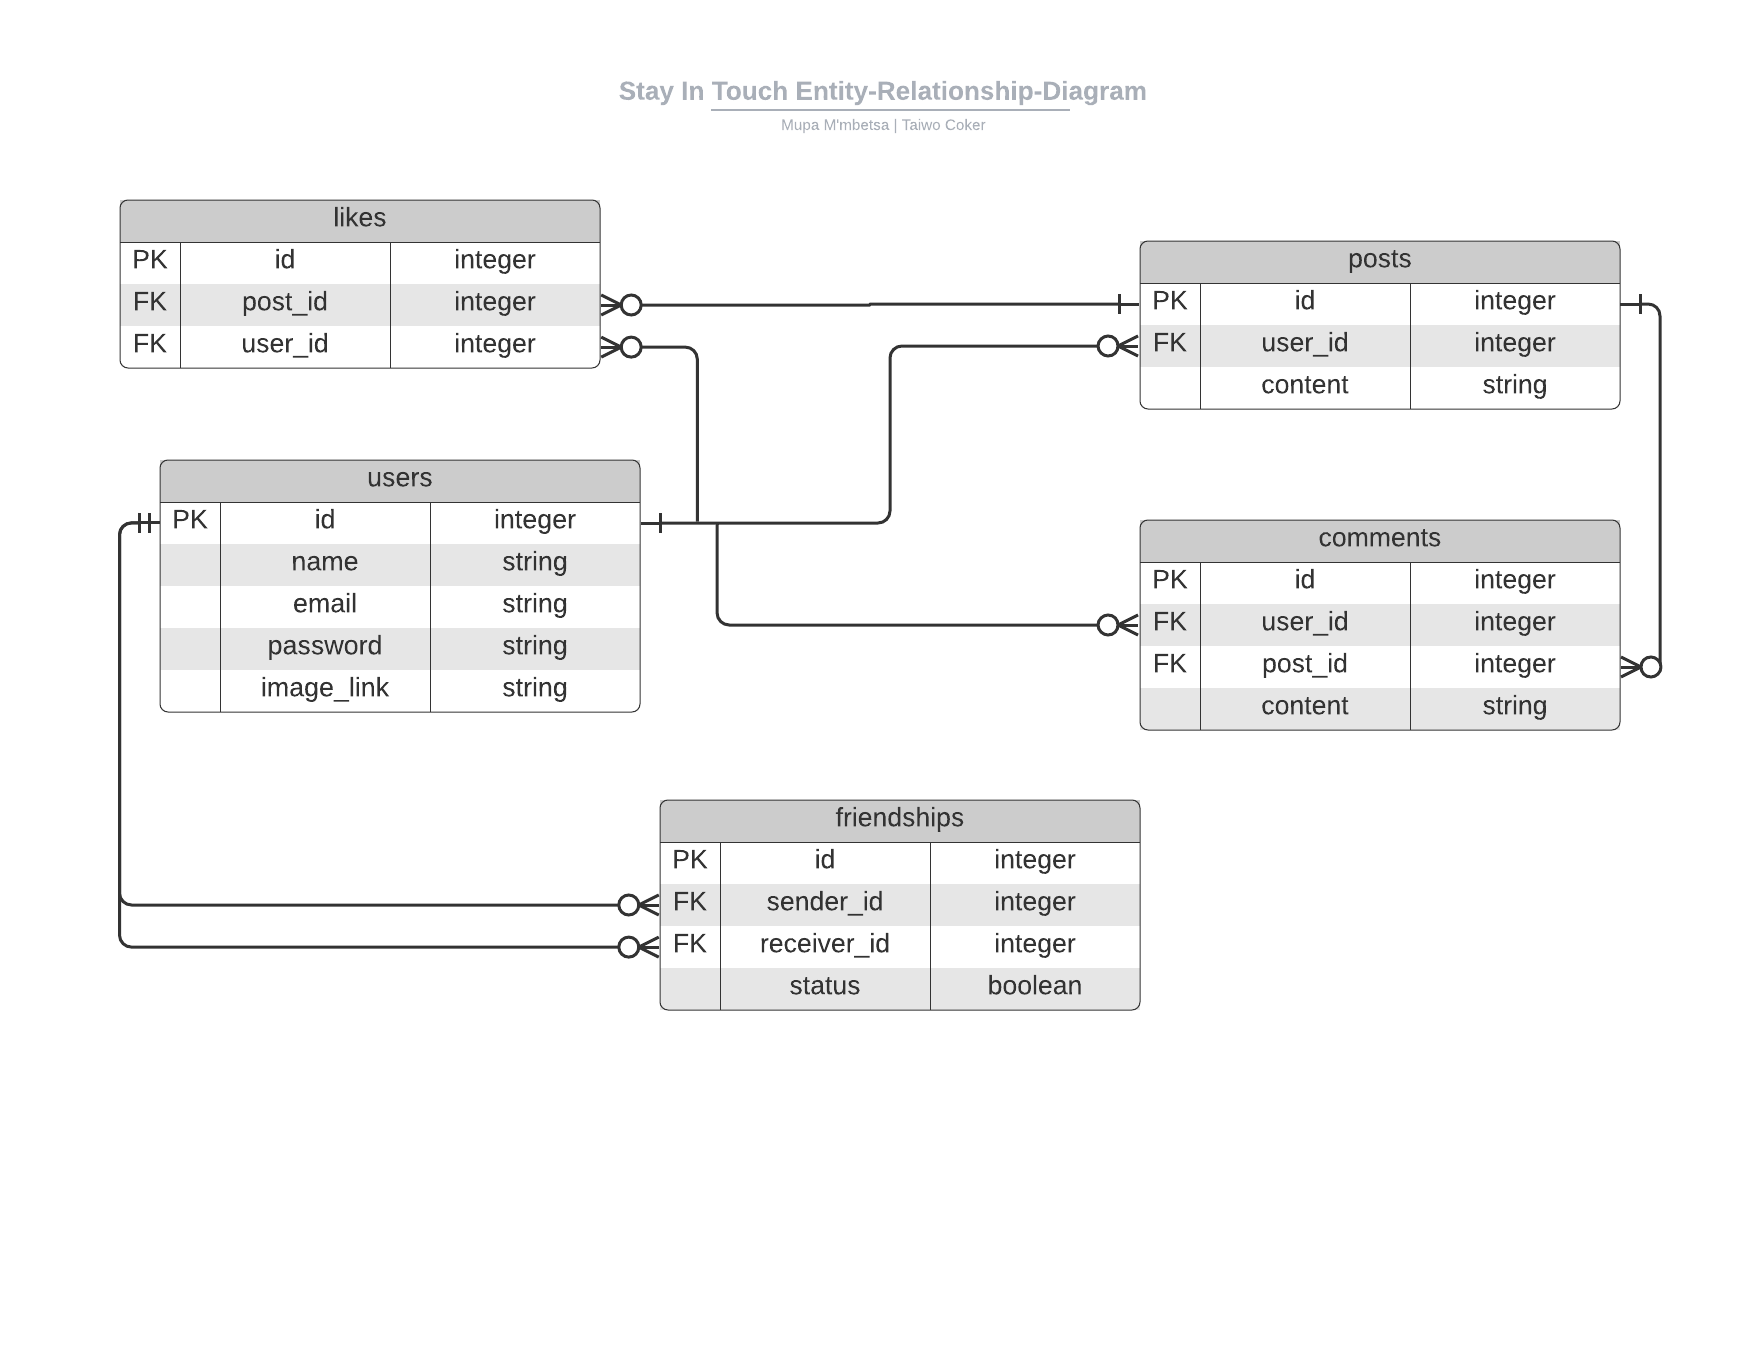 Stay In Touch Entity-Relationship-Diagram
Mupa M'mbetsa | Taiwo Coker
likes
PK id integer
FK post_id integer
FK user_id integer
posts
PK id integer
FK user_id integer
content string
users
PK id integer
name string
email string
password string
image_link string
comments
PK id integer
FK user_id integer
FK post_id integer
content string
friendships
PK id integer
FK sender_id integer
FK receiver_id integer
status boolean